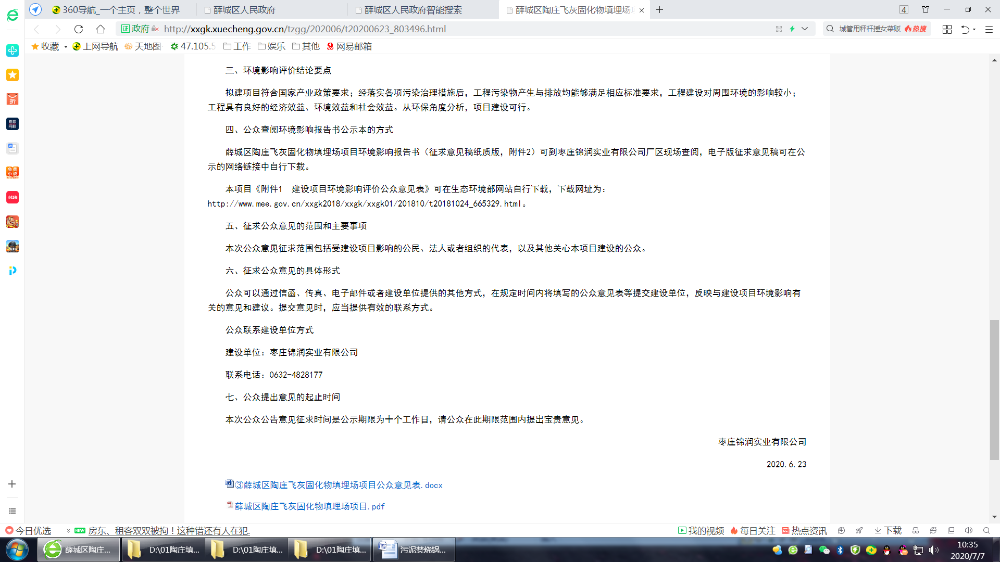 360导航_一个主页，整个世界
薛城区人民政府
薛城区人民政府智能搜索
薛城区陶庄飞灰固化物填埋场项
4
证 政府
http://xxgk.xuecheng.gov.cn/tzgg/202006/t20200623_803496.html
城管用秤杆捶女菜贩 热搜
收藏 上网导航 天地图 47.105.5 工作 娱乐 其他 网易邮箱
三、环境影响评价结论要点
拟建项目符合国家产业政策要求；经落实各项污染治理措施后，工程污染物产生与排放均能够满足相应标准要求，工程建设对周围环境的影响较小；
工程具有良好的经济效益、环境效益和社会效益。从环保角度分析，项目建设可行。
四、公众查阅环境影响报告书公示本的方式
薛城区陶庄飞灰固化物填埋场项目环境影响报告书（征求意见稿纸质版，附件2）可到枣庄锦润实业有限公司厂区现场查阅，电子版征求意见稿可在公
示的网络链接中自行下载。
本项目《附件1　建设项目环境影响评价公众意见表》可在生态环境部网站自行下载，下载网址为：
http://www.mee.gov.cn/xxgk2018/xxgk/xxgk01/201810/t20181024_665329.html。
五、征求公众意见的范围和主要事项
本次公众意见征求范围包括受建设项目影响的公民、法人或者组织的代表，以及其他关心本项目建设的公众。
六、征求公众意见的具体形式
公众可以通过信函、传真、电子邮件或者建设单位提供的其他方式，在规定时间内将填写的公众意见表等提交建设单位，反映与建设项目环境影响有
关的意见和建议。提交意见时，应当提供有效的联系方式。
公众联系建设单位方式
建设单位：枣庄锦润实业有限公司
联系电话：0632-4828177
七、公众提出意见的起止时间
本次公众公告意见征求时间是公示期限为十个工作日，请公众在此期限范围内提出宝贵意见。
枣庄锦润实业有限公司
2020.6.23
③薛城区陶庄飞灰固化物填埋场项目公众意见表.docx
薛城区陶庄飞灰固化物填埋场项目.pdf
折
环球网校
免费小说
小红书
今日优选
NEW 房东、租客双双被拘！这种错还有人在犯.
我的视频 每日关注 热点资讯 下载
薛城区陶庄... D:\01陶庄填... D:\01陶庄填... D:\01陶庄填... 污泥焚烧锅...
10:35
2020/7/7